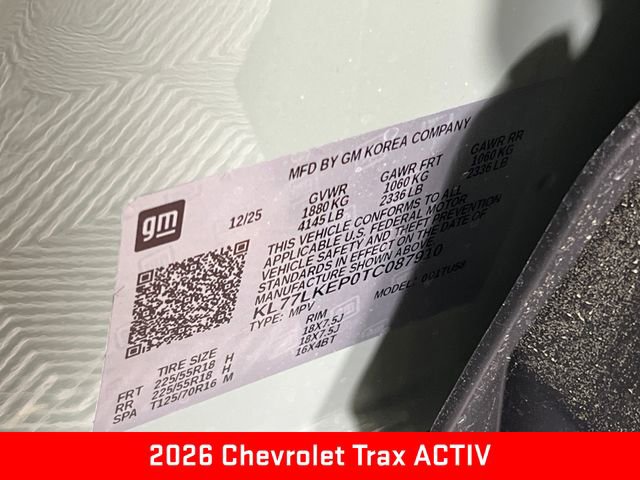 MFD BY GM KOREA COMPANY
gm
12/25
GVWR GAWR FRT GAWR RR
1880 KG 1060 KG 1060 KG
4145 LB 2336 LB 2336 LB
THIS VEHICLE CONFORMS TO ALL
APPLICABLE U.S. FEDERAL MOTOR
VEHICLE SAFETY AND THEFT PREVENTION
STANDARDS IN EFFECT ON THE DATE OF
MANUFACTURE SHOWN ABOVE
KL77LKEP0TC087910
TYPE: MPV MODEL:
TIRE SIZE RIM
FRT 225/55R18 H 18X7.5J
RR 225/55R18 H 18X7.5J
SPA T125/70R16 M 16X4BT
2026 Chevrolet Trax ACTIV